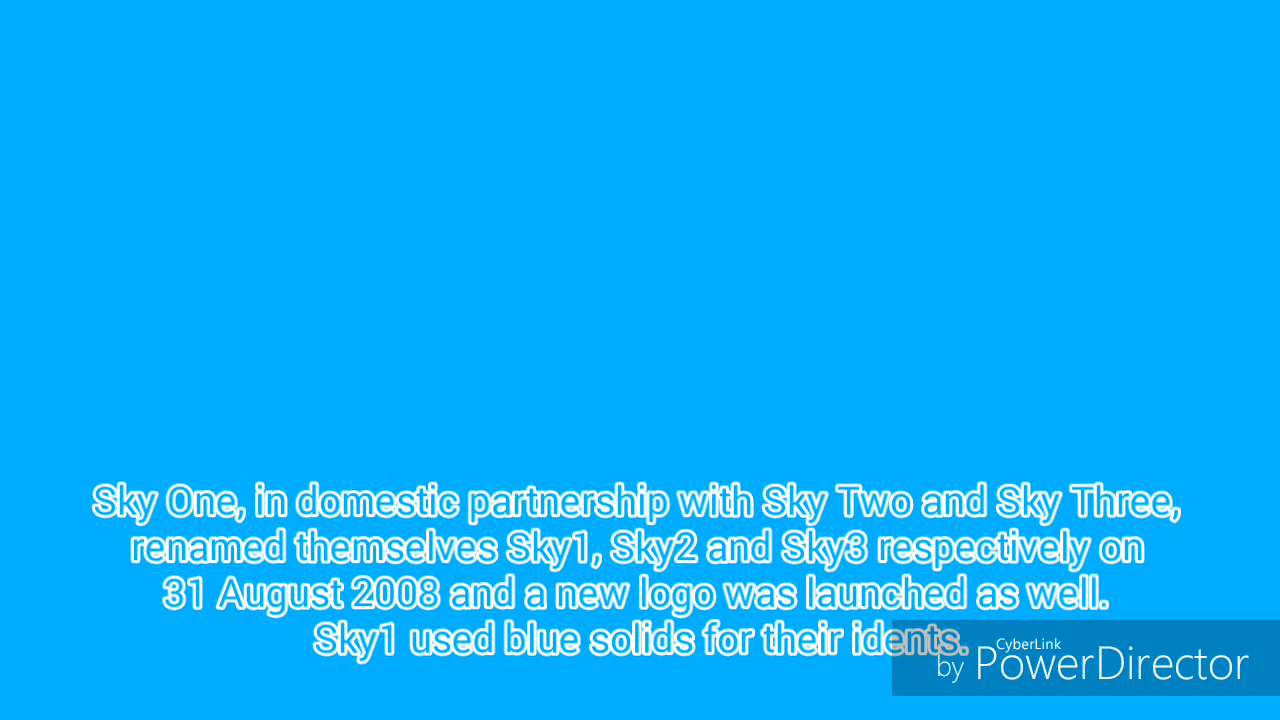 Sky One, in domestic partnership with Sky Two and Sky Three,
renamed themselves Sky1, Sky2 and Sky3 respectively on
31 August 2008 and a new logo was launched as well.
Sky1 used blue solids for their idents.
CyberLink
by PowerDirector